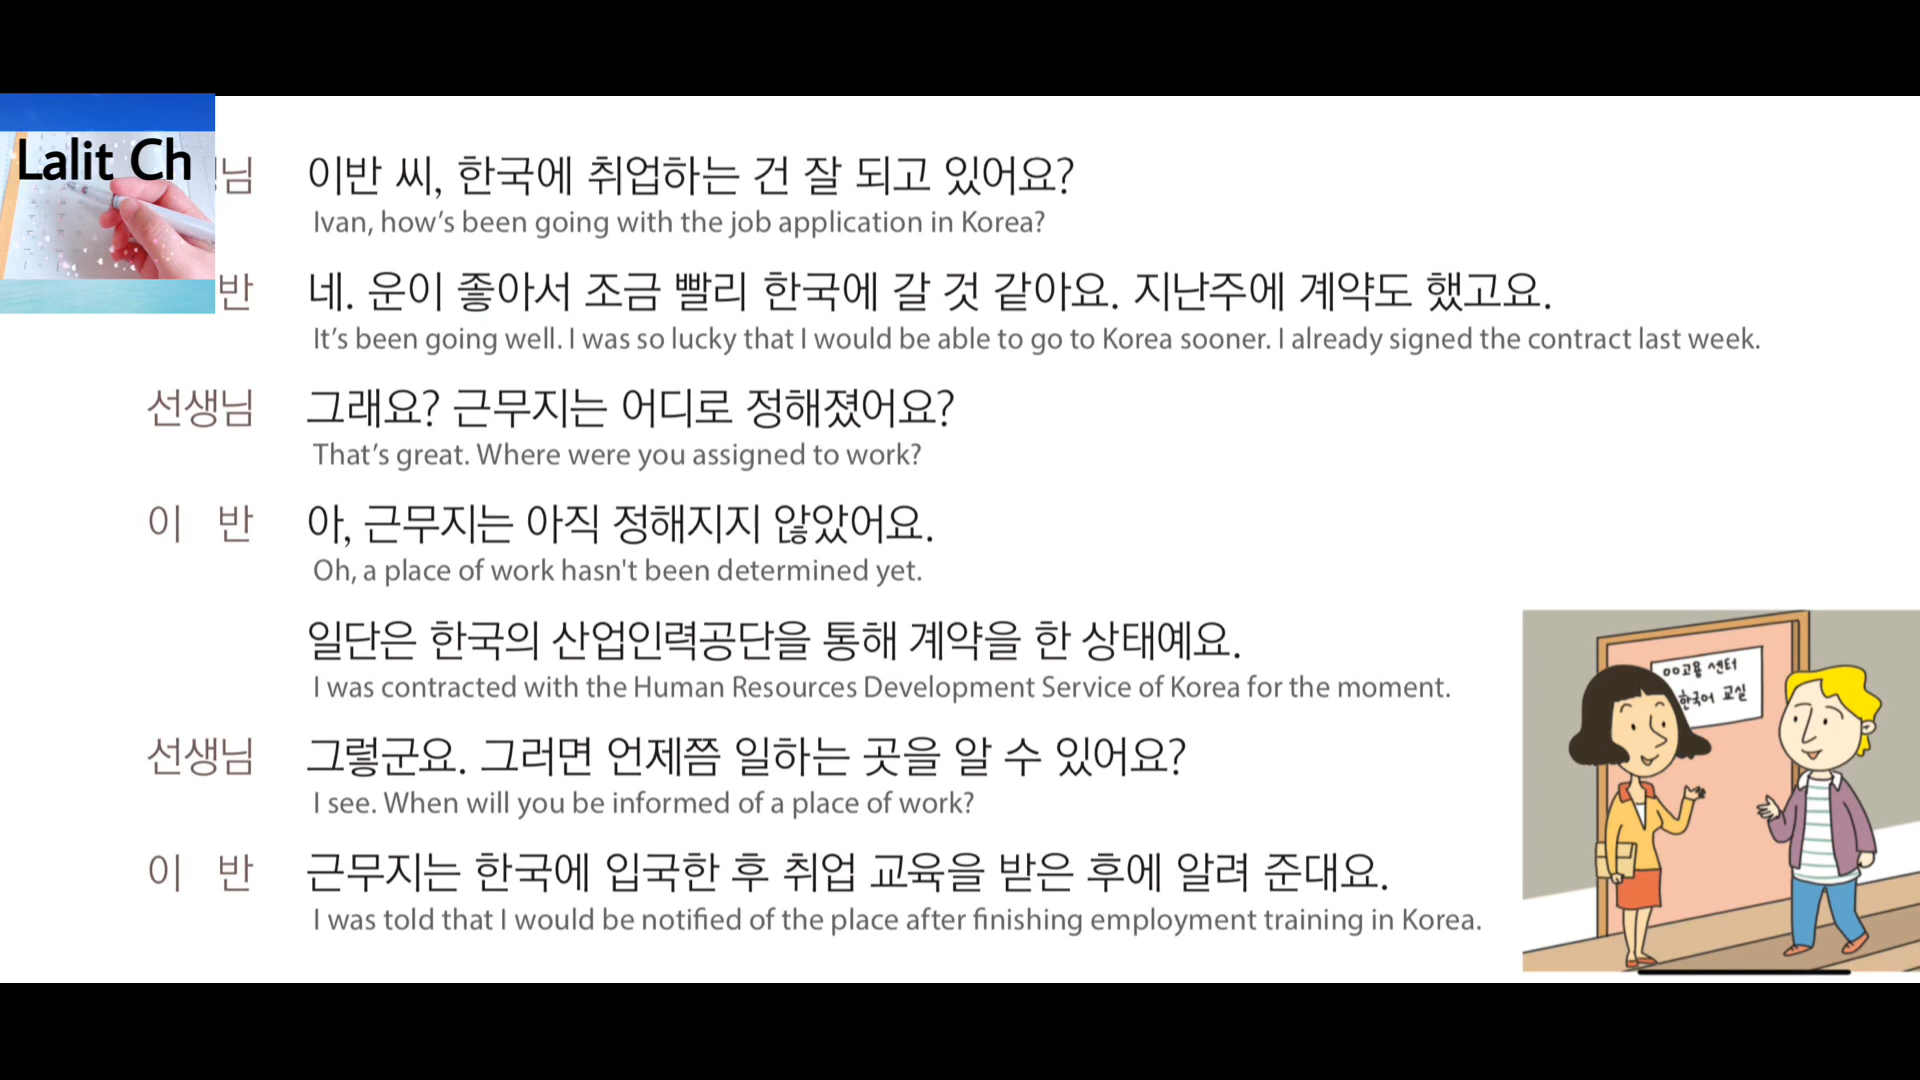 Lalit Ch
님 이반 씨, 한국에 취업하는 건 잘 되고 있어요?
Ivan, how's been going with the job application in Korea?
반 네. 운이 좋아서 조금 빨리 한국에 갈 것 같아요. 지난주에 계약도 했고요.
It's been going well. I was so lucky that I would be able to go to Korea sooner. I already signed the contract last week.
선생님 그래요? 근무지는 어디로 정해졌어요?
That's great. Where were you assigned to work?
이 반 아, 근무지는 아직 정해지지 않았어요.
Oh, a place of work hasn't been determined yet.
일단은 한국의 산업인력공단을 통해 계약을 한 상태예요.
I was contracted with the Human Resources Development Service of Korea for the moment.
선생님 그렇군요. 그러면 언제쯤 일하는 곳을 알 수 있어요?
I see. When will you be informed of a place of work?
이 반 근무지는 한국에 입국한 후 취업 교육을 받은 후에 알려 준대요.
I was told that I would be notified of the place after finishing employment training in Korea.
OO고용 센터
한국어 교실